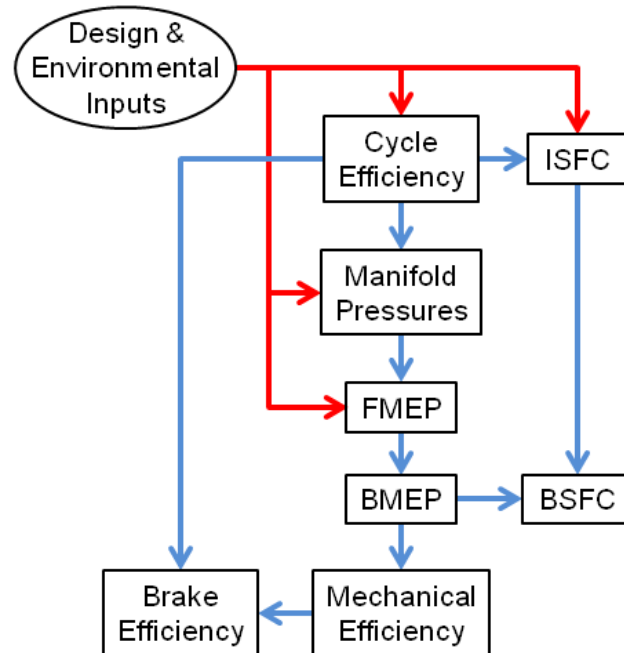 Design &
Environmental
Inputs
Cycle
Efficiency
ISFC
Manifold
Pressures
FMEP
BMEP
BSFC
Brake
Efficiency
Mechanical
Efficiency